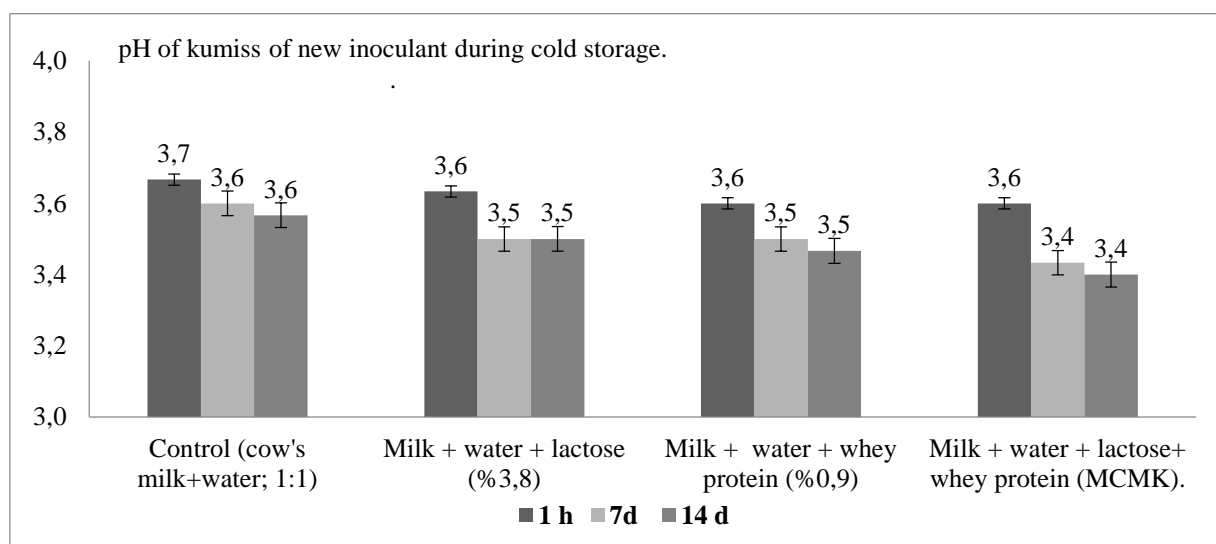 pH of kumiss of new inoculant during cold storage.
.
4,0
3,8
3,6
3,4
3,2
3,0
3,7
3,6
3,6
3,6
3,5
3,5
3,6
3,5
3,5
3,6
3,4
3,4
Control (cow's
milk+water; 1:1)
Milk + water + lactose
(%3,8)
Milk + water + whey
protein (%0,9)
Milk + water + lactose+
whey protein (MCMK).
1 h 7d 14 d